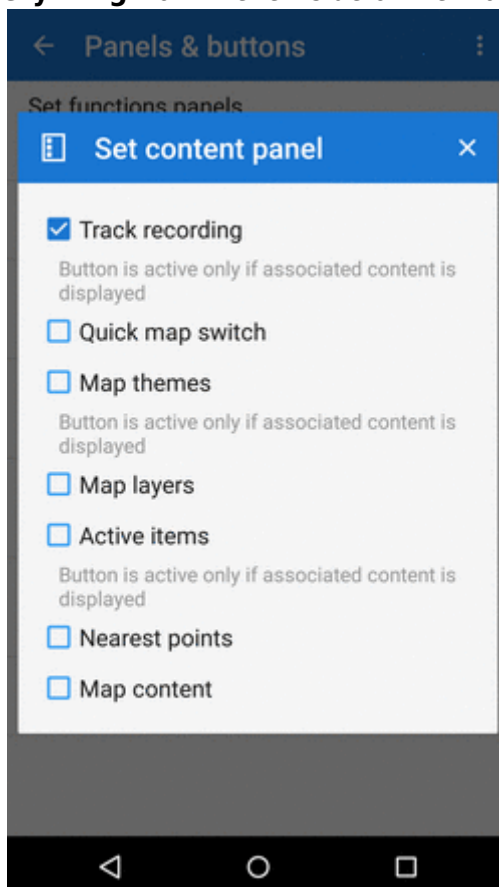 Panels & buttons
Set functions panels
Set content panel
Track recording
Button is active only if associated content is
displayed
Quick map switch
Map themes
Button is active only if associated content is
displayed
Map layers
Active items
Button is active only if associated content is
displayed
Nearest points
Map content